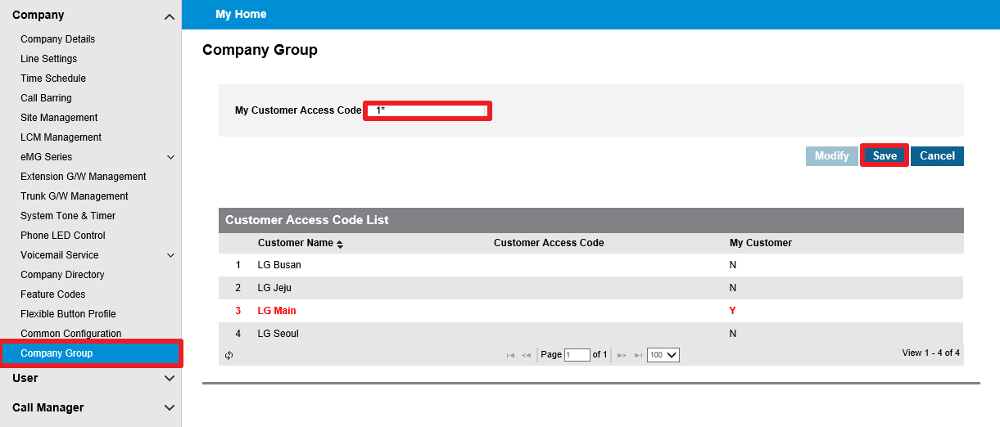 Company
Company Details
Line Settings
Time Schedule
Call Barring
Site Management
LCM Management
eMG Series
Extension G/W Management
Trunk G/W Management
System Tone & Timer
Phone LED Control
Voicemail Service
Company Directory
Feature Codes
Flexible Button Profile
Common Configuration
Company Group
User
Call Manager
My Home
Company Group
My Customer Access Code 1*
Modify Save Cancel
Customer Access Code List
Customer Name Customer Access Code My Customer
1 LG Busan N
2 LG Jeju N
3 LG Main Y
4 LG Seoul N
Page 1 of 1 100 View 1 - 4 of 4